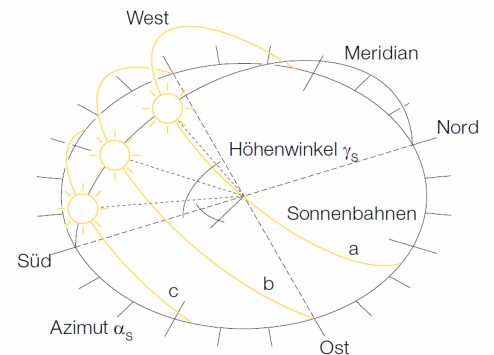 West
Meridian
Nord
Höhenwinkel γS
Sonnenbahnen
a
b
c
Süd
Azimut αS
Ost